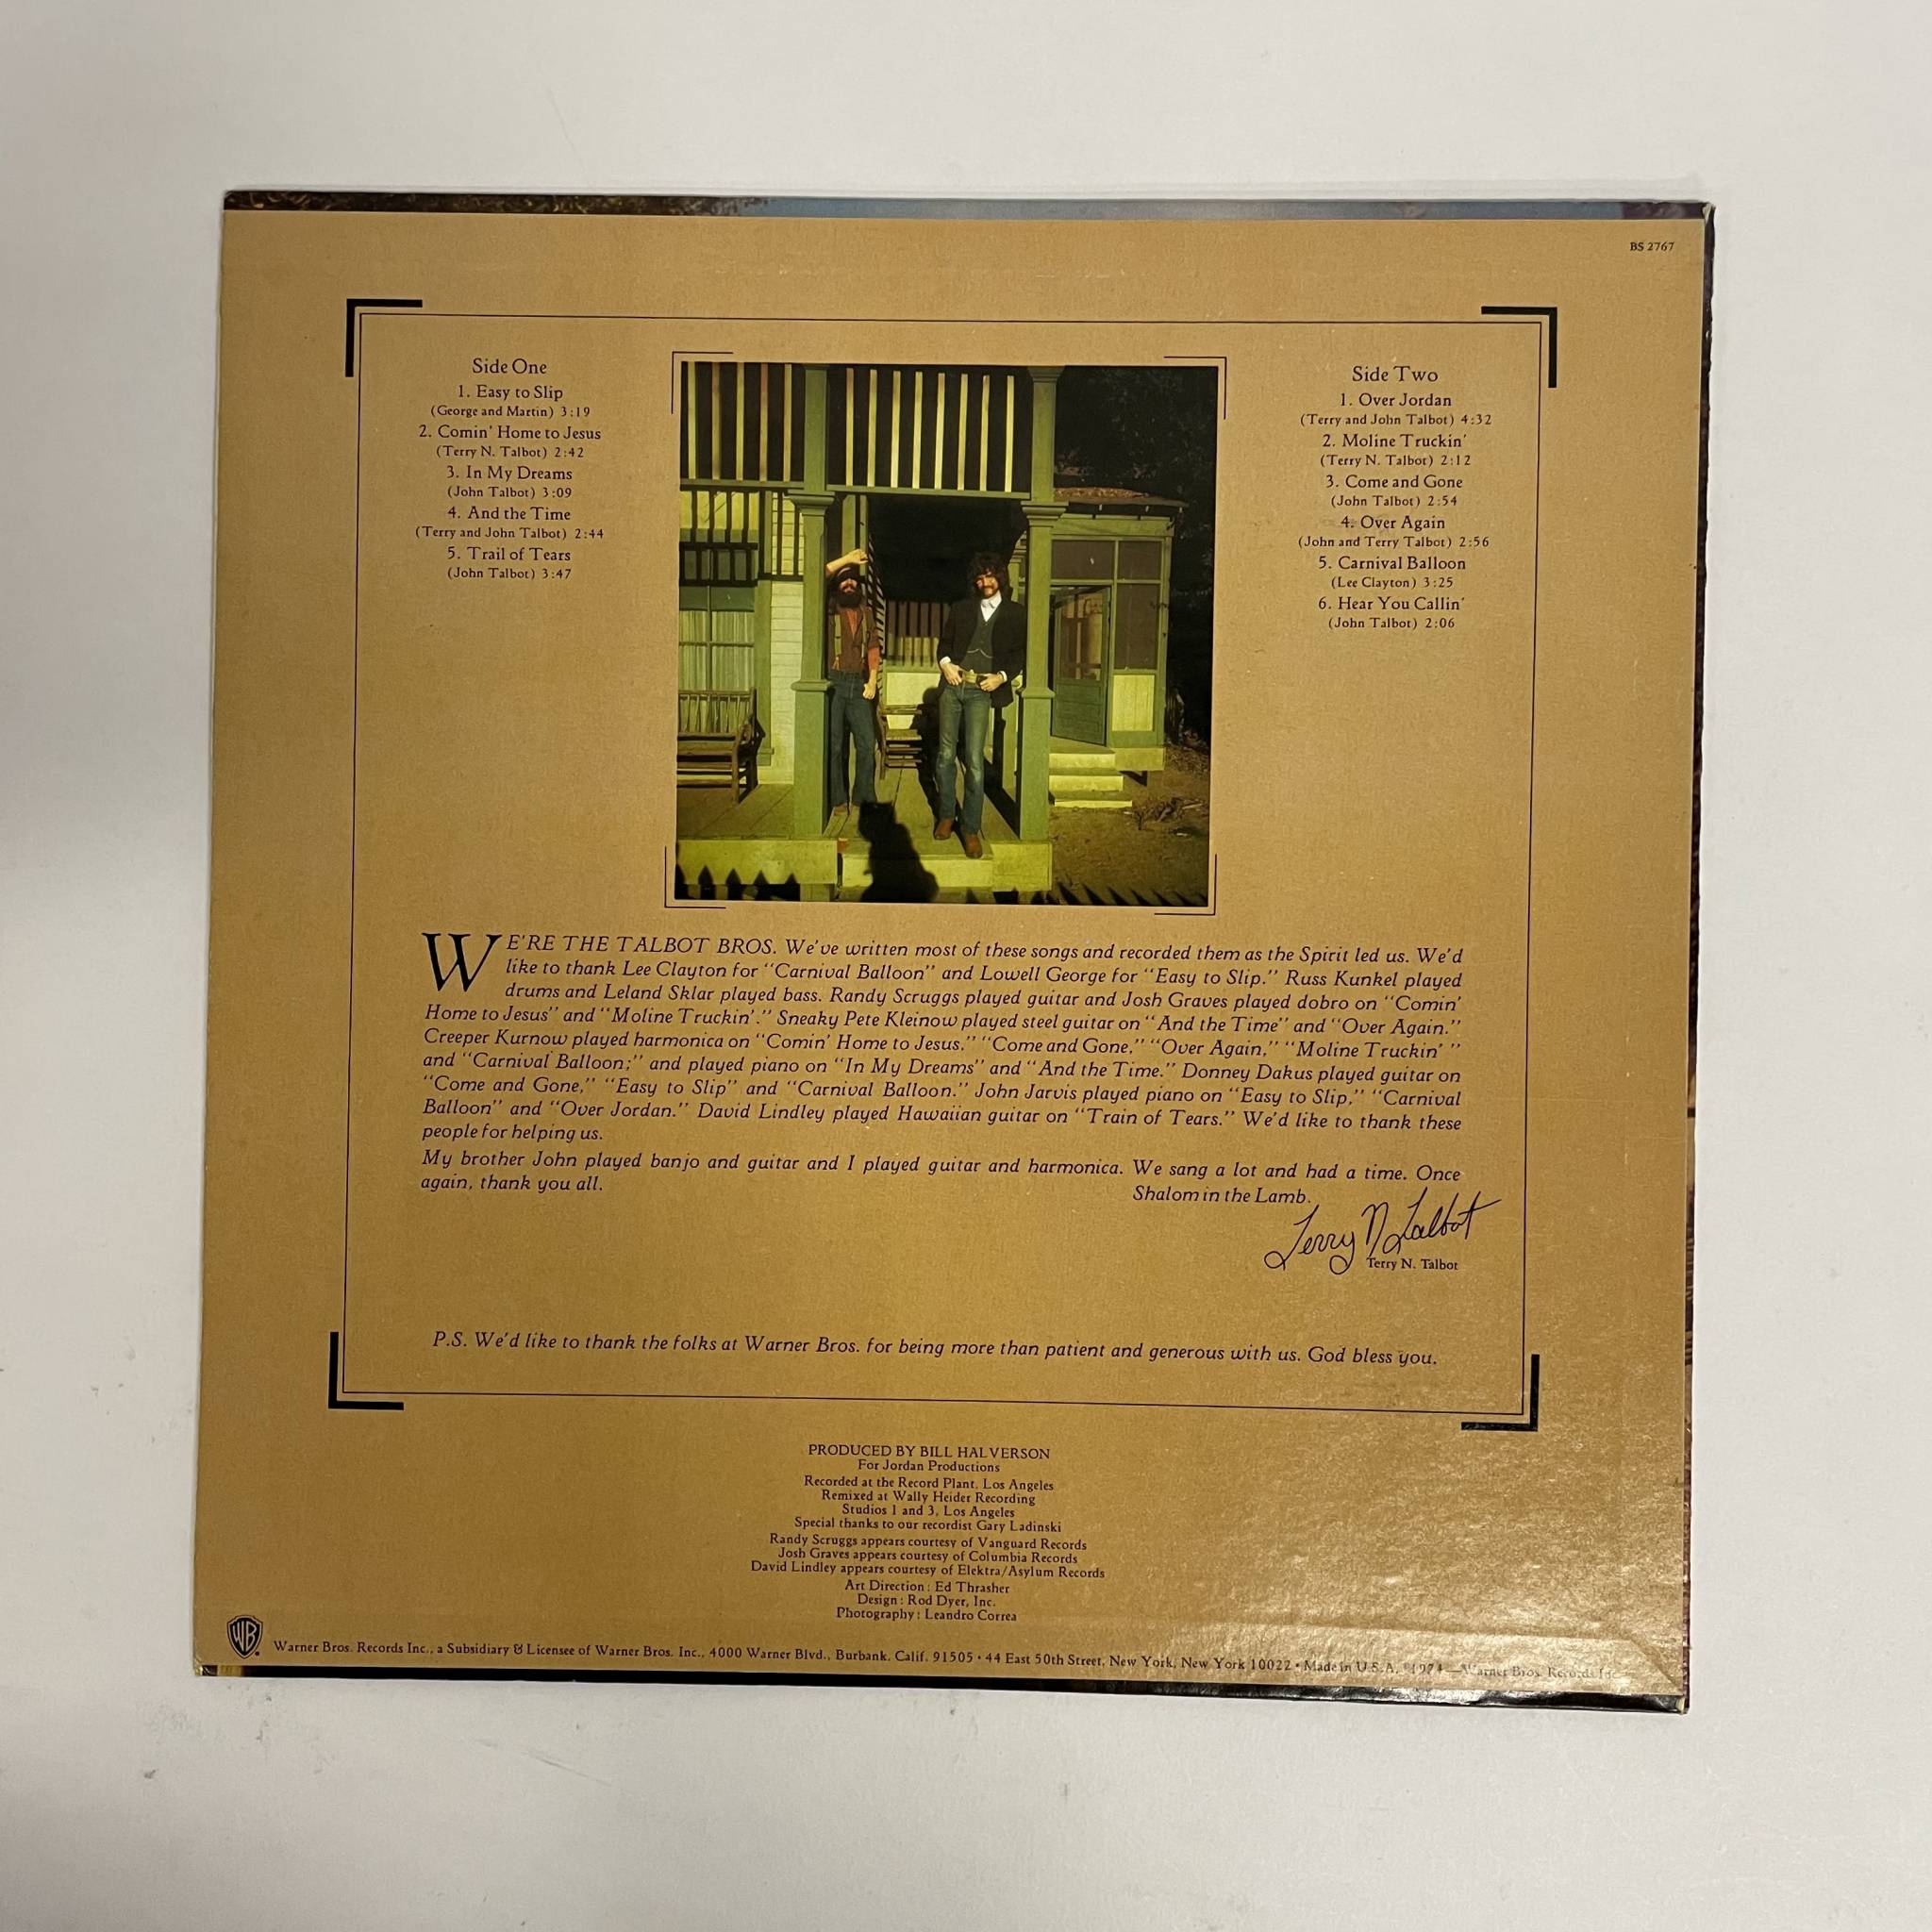 BS 2767
Side One
1. Easy to Slip
(George and Martin) 3:19
2. Comin' Home to Jesus
(Terry N. Talbot) 2:42
3. In My Dreams
(John Talbot) 3:09
4. And the Time
(Terry and John Talbot) 2:44
5. Trail of Tears
(John Talbot) 3:47
Side Two
1. Over Jordan
(Terry and John Talbot) 4:32
2. Moline Truckin'
(Terry N. Talbot) 2:12
3. Come and Gone
(John Talbot) 2:54
4. Over Again
(John and Terry Talbot) 2:56
5. Carnival Balloon
(Lee Clayton) 3:25
6. Hear You Callin'
(John Talbot) 2:06
WE'RE THE TALBOT BROS. We've written most of these songs and recorded them as the Spirit led us. We'd
like to thank Lee Clayton for "Carnival Balloon" and Lowell George for "Easy to Slip." Russ Kunkel played
drums and Leland Sklar played bass. Randy Scruggs played guitar and Josh Graves played dobro on "Comin'
Home to Jesus" and "Moline Truckin'." Sneaky Pete Kleinow played steel guitar on "And the Time" and "Over Again."
Creeper Kurnow played harmonica on "Comin' Home to Jesus," "Come and Gone," "Over Again," "Moline Truckin' "
and "Carnival Balloon;" and played piano on "In My Dreams" and "And the Time." Donney Dakus played guitar on
"Come and Gone," "Easy to Slip" and "Carnival Balloon." John Jarvis played piano on "Easy to Slip," "Carnival
Balloon" and "Over Jordan." David Lindley played Hawaiian guitar on "Train of Tears." We'd like to thank these
people for helping us.
My brother John played banjo and guitar and I played guitar and harmonica. We sang a lot and had a time. Once
again, thank you all.
Shalom in the Lamb,
Terry N Talbot
Terry N. Talbot
P.S. We'd like to thank the folks at Warner Bros. for being more than patient and generous with us. God bless you.
PRODUCED BY BILL HALVERSON
For Jordan Productions
Recorded at the Record Plant, Los Angeles
Remixed at Wally Heider Recording
Studios 1 and 3, Los Angeles
Special thanks to our recordist Gary Ladinski
Randy Scruggs appears courtesy of Vanguard Records
Josh Graves appears courtesy of Columbia Records
David Lindley appears courtesy of Elektra/Asylum Records
Art Direction: Ed Thrasher
Design: Rod Dyer, Inc.
Photography: Leandro Correa
WB
Warner Bros. Records Inc., a Subsidiary & Licensee of Warner Bros. Inc., 4000 Warner Blvd., Burbank, Calif. 91505 • 44 East 50th Street, New York, New York 10022 • Made in U.S.A. ©1974 — Warner Bros. Records Inc.